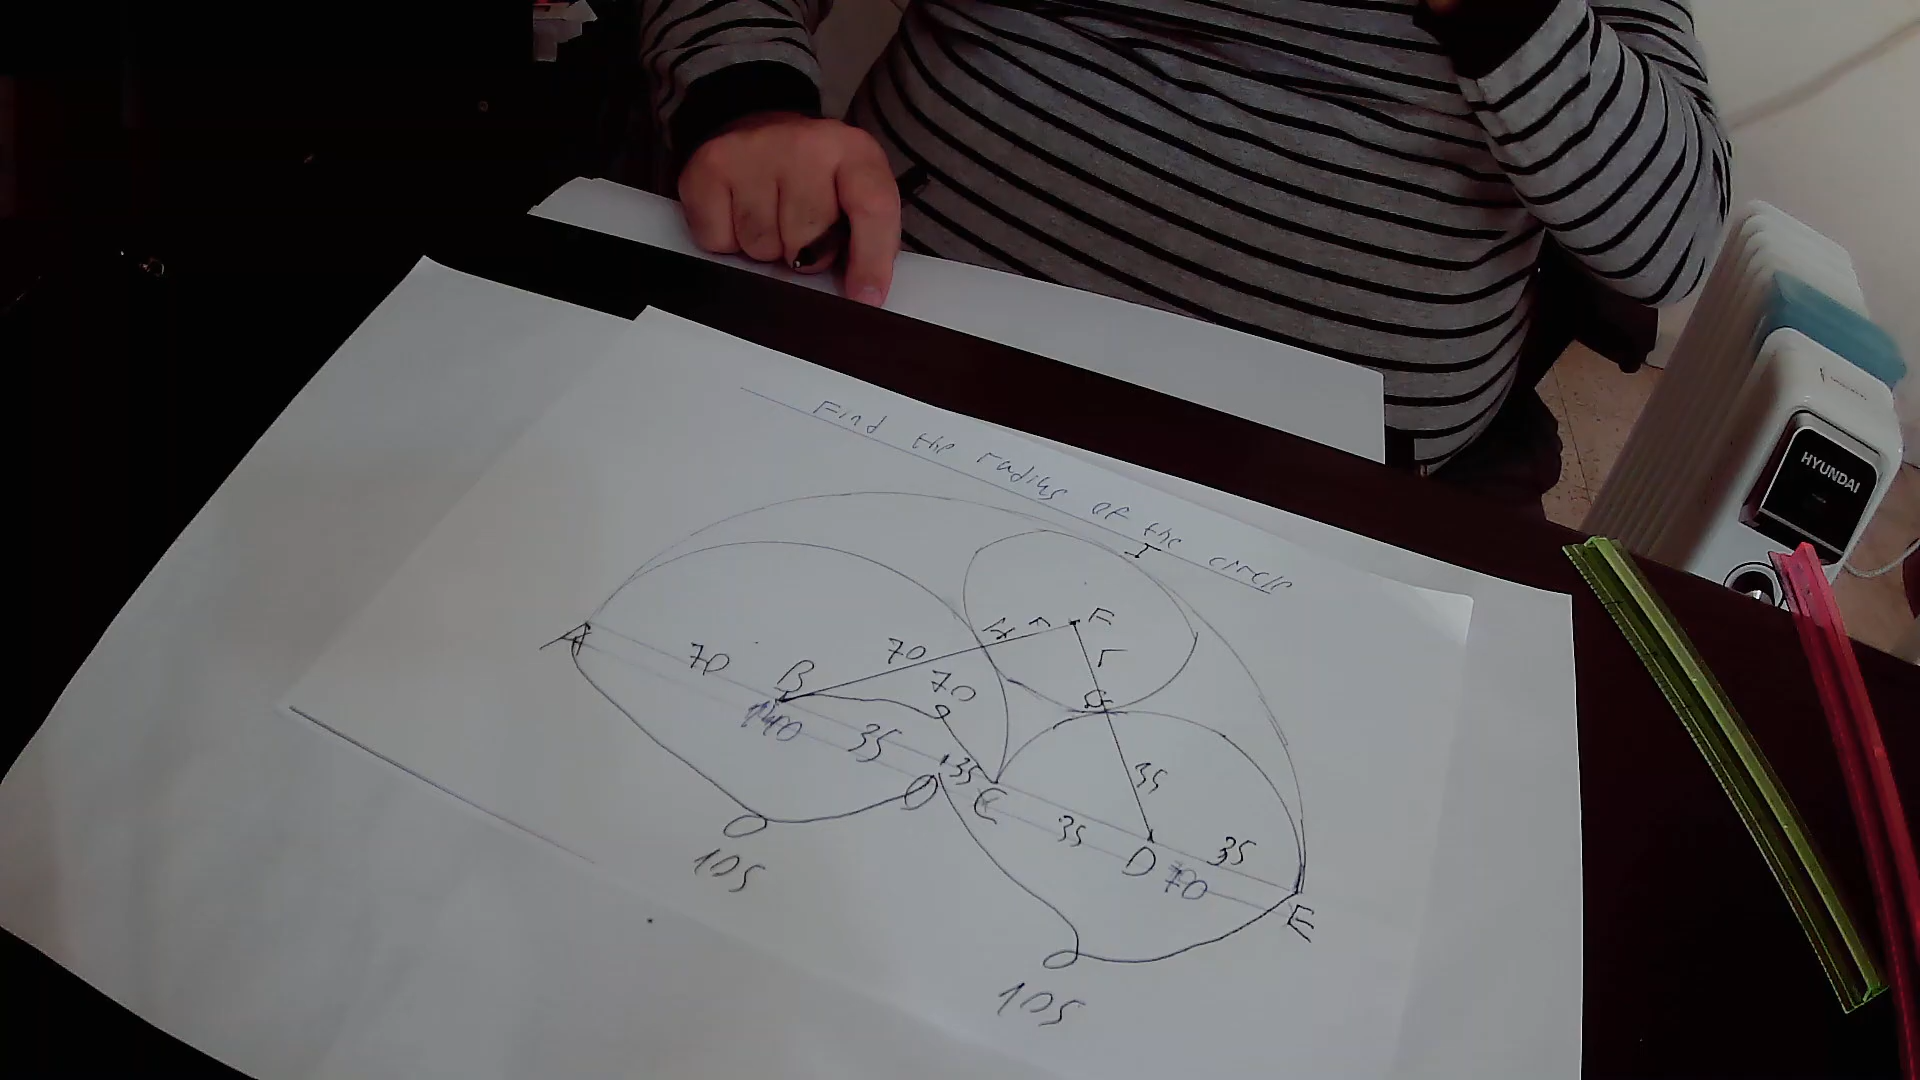 Find the radius of the circle
I
F
H r
r
70
A
70
B
70
G
140
35
35
35
O
C
35
35
D
70
E
105
105
HYUNDAI